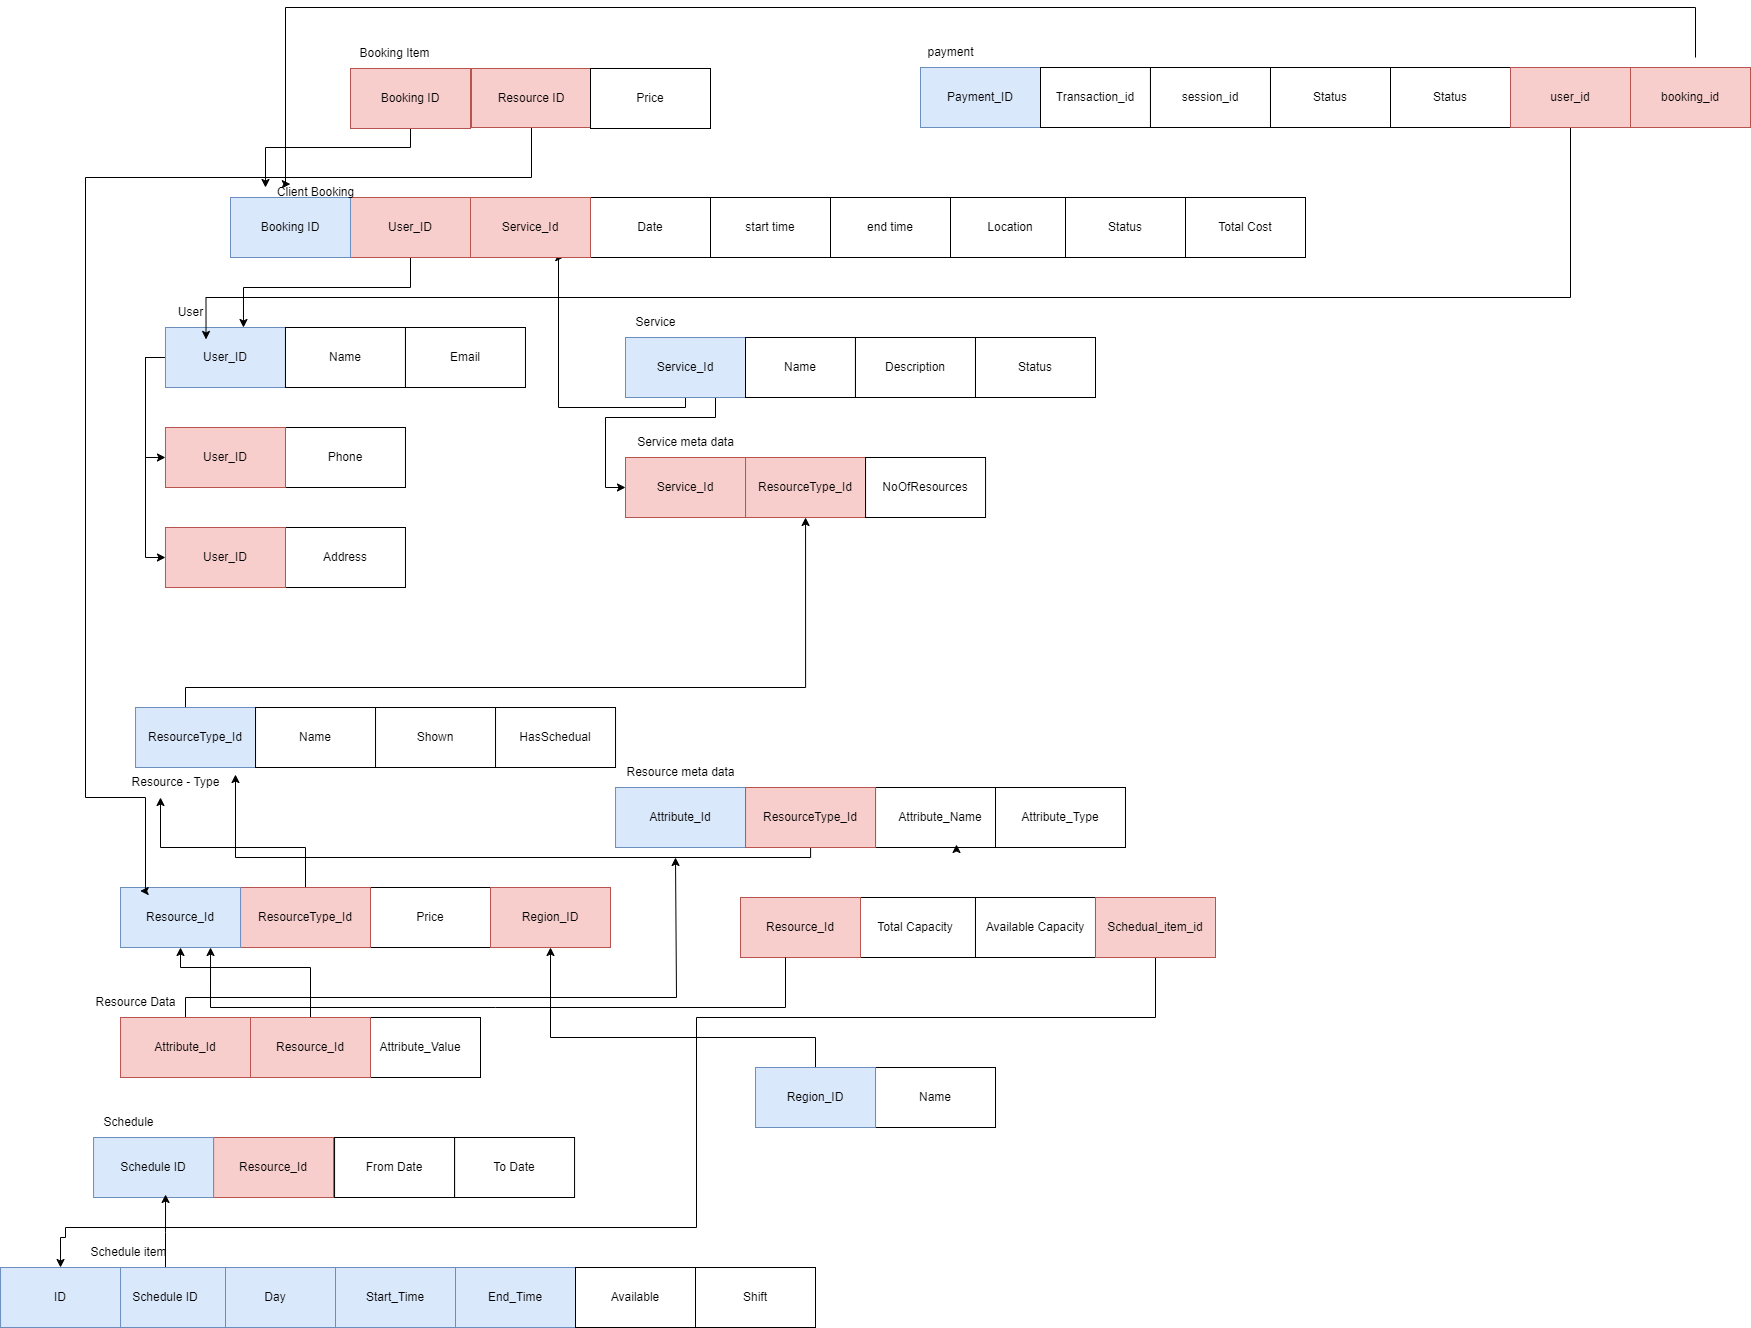 Booking Item
payment
Booking ID Resource ID Price
Payment_ID Transaction_id session_id Status Status user_id booking_id
Client Booking
Booking ID User_ID Service_Id Date start time end time Location Status Total Cost
User
Service
User_ID Name Email
Service_Id Name Description Status
Service meta data
User_ID Phone
Service_Id ResourceType_Id NoOfResources
User_ID Address
ResourceType_Id Name Shown HasSchedual
Resource - Type
Resource meta data
Attribute_Id ResourceType_Id Attribute_Name Attribute_Type
Resource_Id ResourceType_Id Price Region_ID
Resource_Id Total Capacity Available Capacity Schedual_item_id
Resource Data
Attribute_Id Resource_Id Attribute_Value
Region_ID Name
Schedule
Schedule ID Resource_Id From Date To Date
Schedule item
ID Schedule ID Day Start_Time End_Time Available Shift